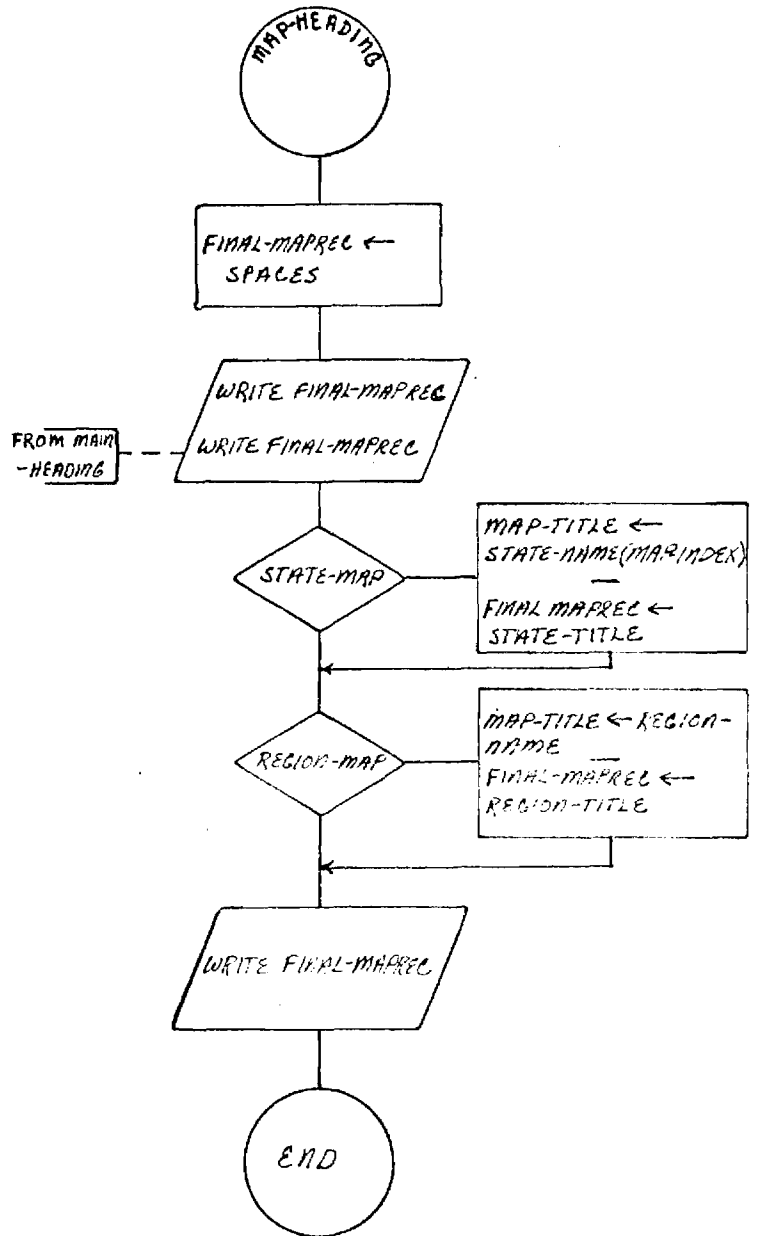 MAP-HEADING
FINAL-MAPREC ←
SPACES
WRITE FINAL-MAPREC
WRITE FINAL-MAPREC
FROM MAIN
-HEADING
STATE-MAP
MAP-TITLE ←
STATE-NAME(MAPINDEX)
FINAL MAPREC ←
STATE-TITLE
REGION-MAP
MAP-TITLE ← REGION-
NAME
FINAL-MAPREC ←
REGION-TITLE
WRITE FINAL-MAPREC
END